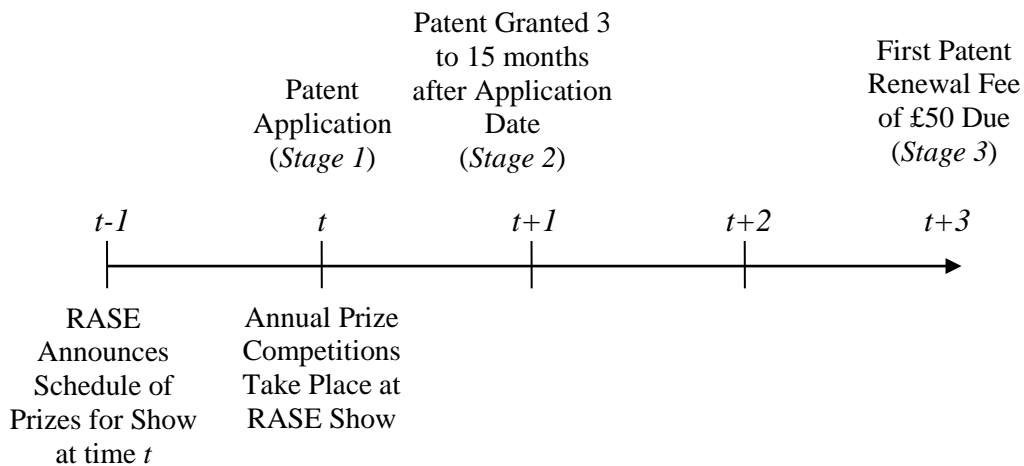 Patent Granted 3
to 15 months
after Application
Date
(Stage 2)
First Patent
Renewal Fee
of £50 Due
(Stage 3)
Patent
Application
(Stage 1)
t-1
t
t+1
t+2
t+3
RASE
Announces
Schedule of
Prizes for Show
at time t
Annual Prize
Competitions
Take Place at
RASE Show